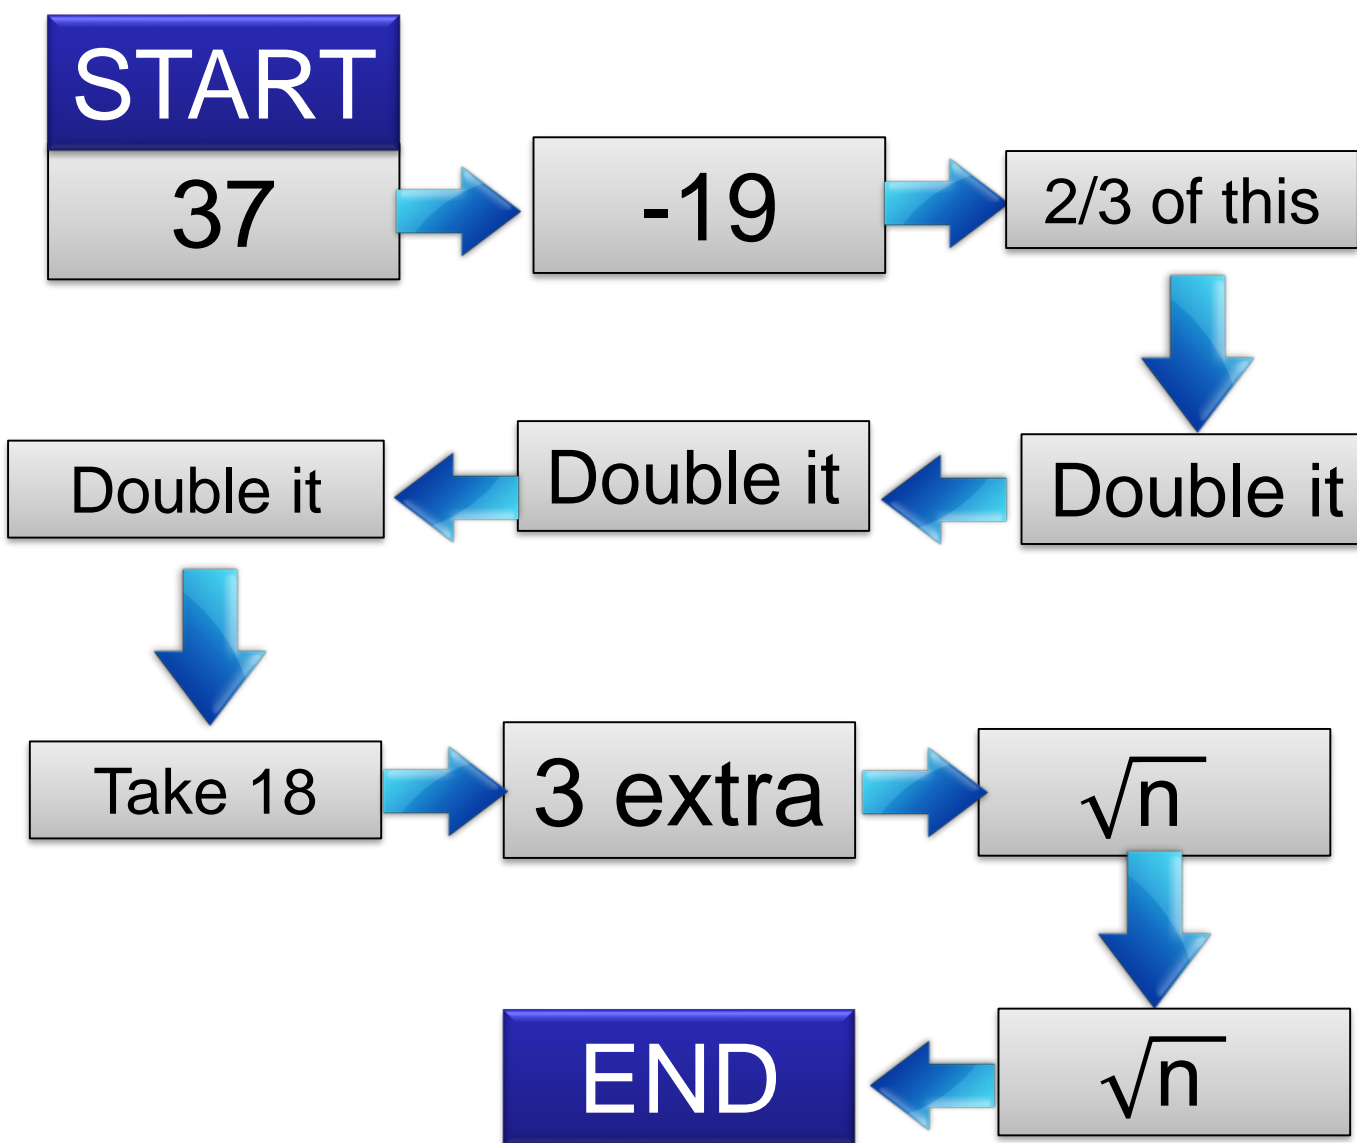 START
37
-19
2/3 of this
Double it
Double it
Double it
Take 18
3 extra
√n
√n
END